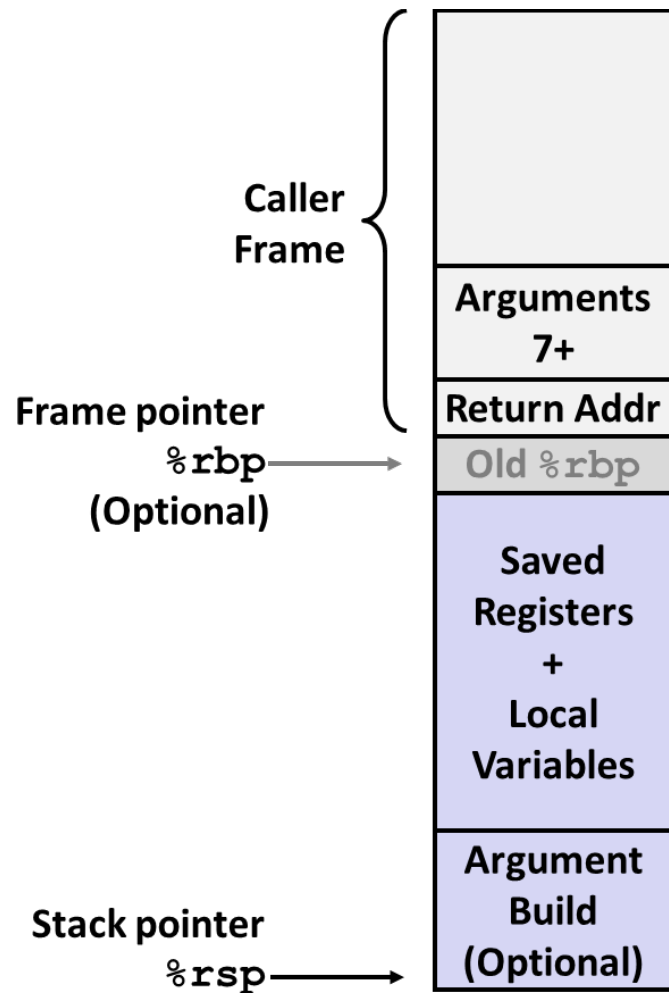 Caller
Frame
Arguments
7+
Return Addr
Frame pointer
%rbp
(Optional)
Old %rbp
Saved
Registers
+
Local
Variables
Argument
Build
(Optional)
Stack pointer
%rsp